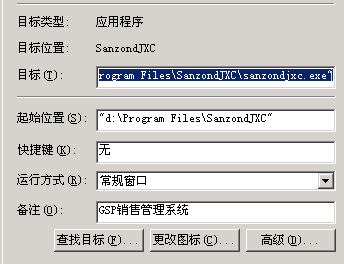 目标类型: 应用程序
目标位置: SanzondJXC
目标(T): rogram Files\SanzondJXC\sanzondjxc.exe"
起始位置(S): "d:\Program Files\SanzondJXC"
快捷键(K): 无
运行方式(R): 常规窗口
备注(O): GSP销售管理系统
查找目标(F)... 更改图标(C)... 高级(D)...